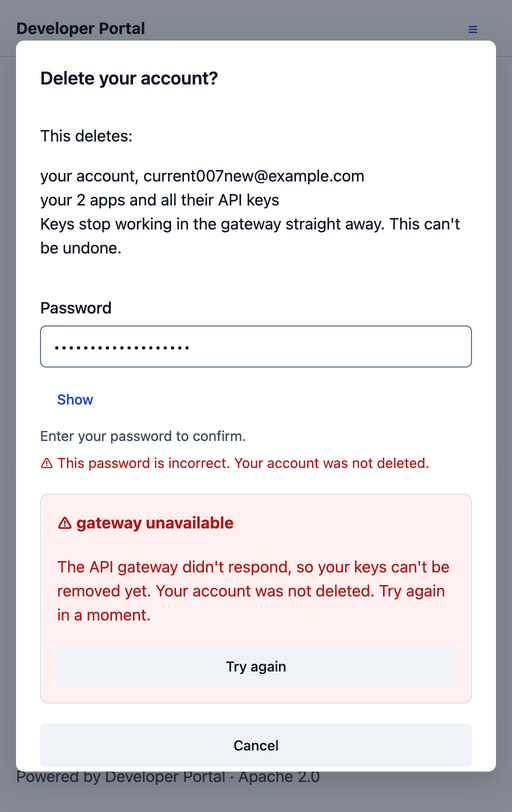 Developer Portal
Delete your account?
This deletes:
your account, current007new@example.com
your 2 apps and all their API keys
Keys stop working in the gateway straight away. This can't
be undone.
Password
•••••••••••••••••••
Show
Enter your password to confirm.
This password is incorrect. Your account was not deleted.
gateway unavailable
The API gateway didn't respond, so your keys can't be
removed yet. Your account was not deleted. Try again
in a moment.
Try again
Cancel
Powered by Developer Portal · Apache 2.0